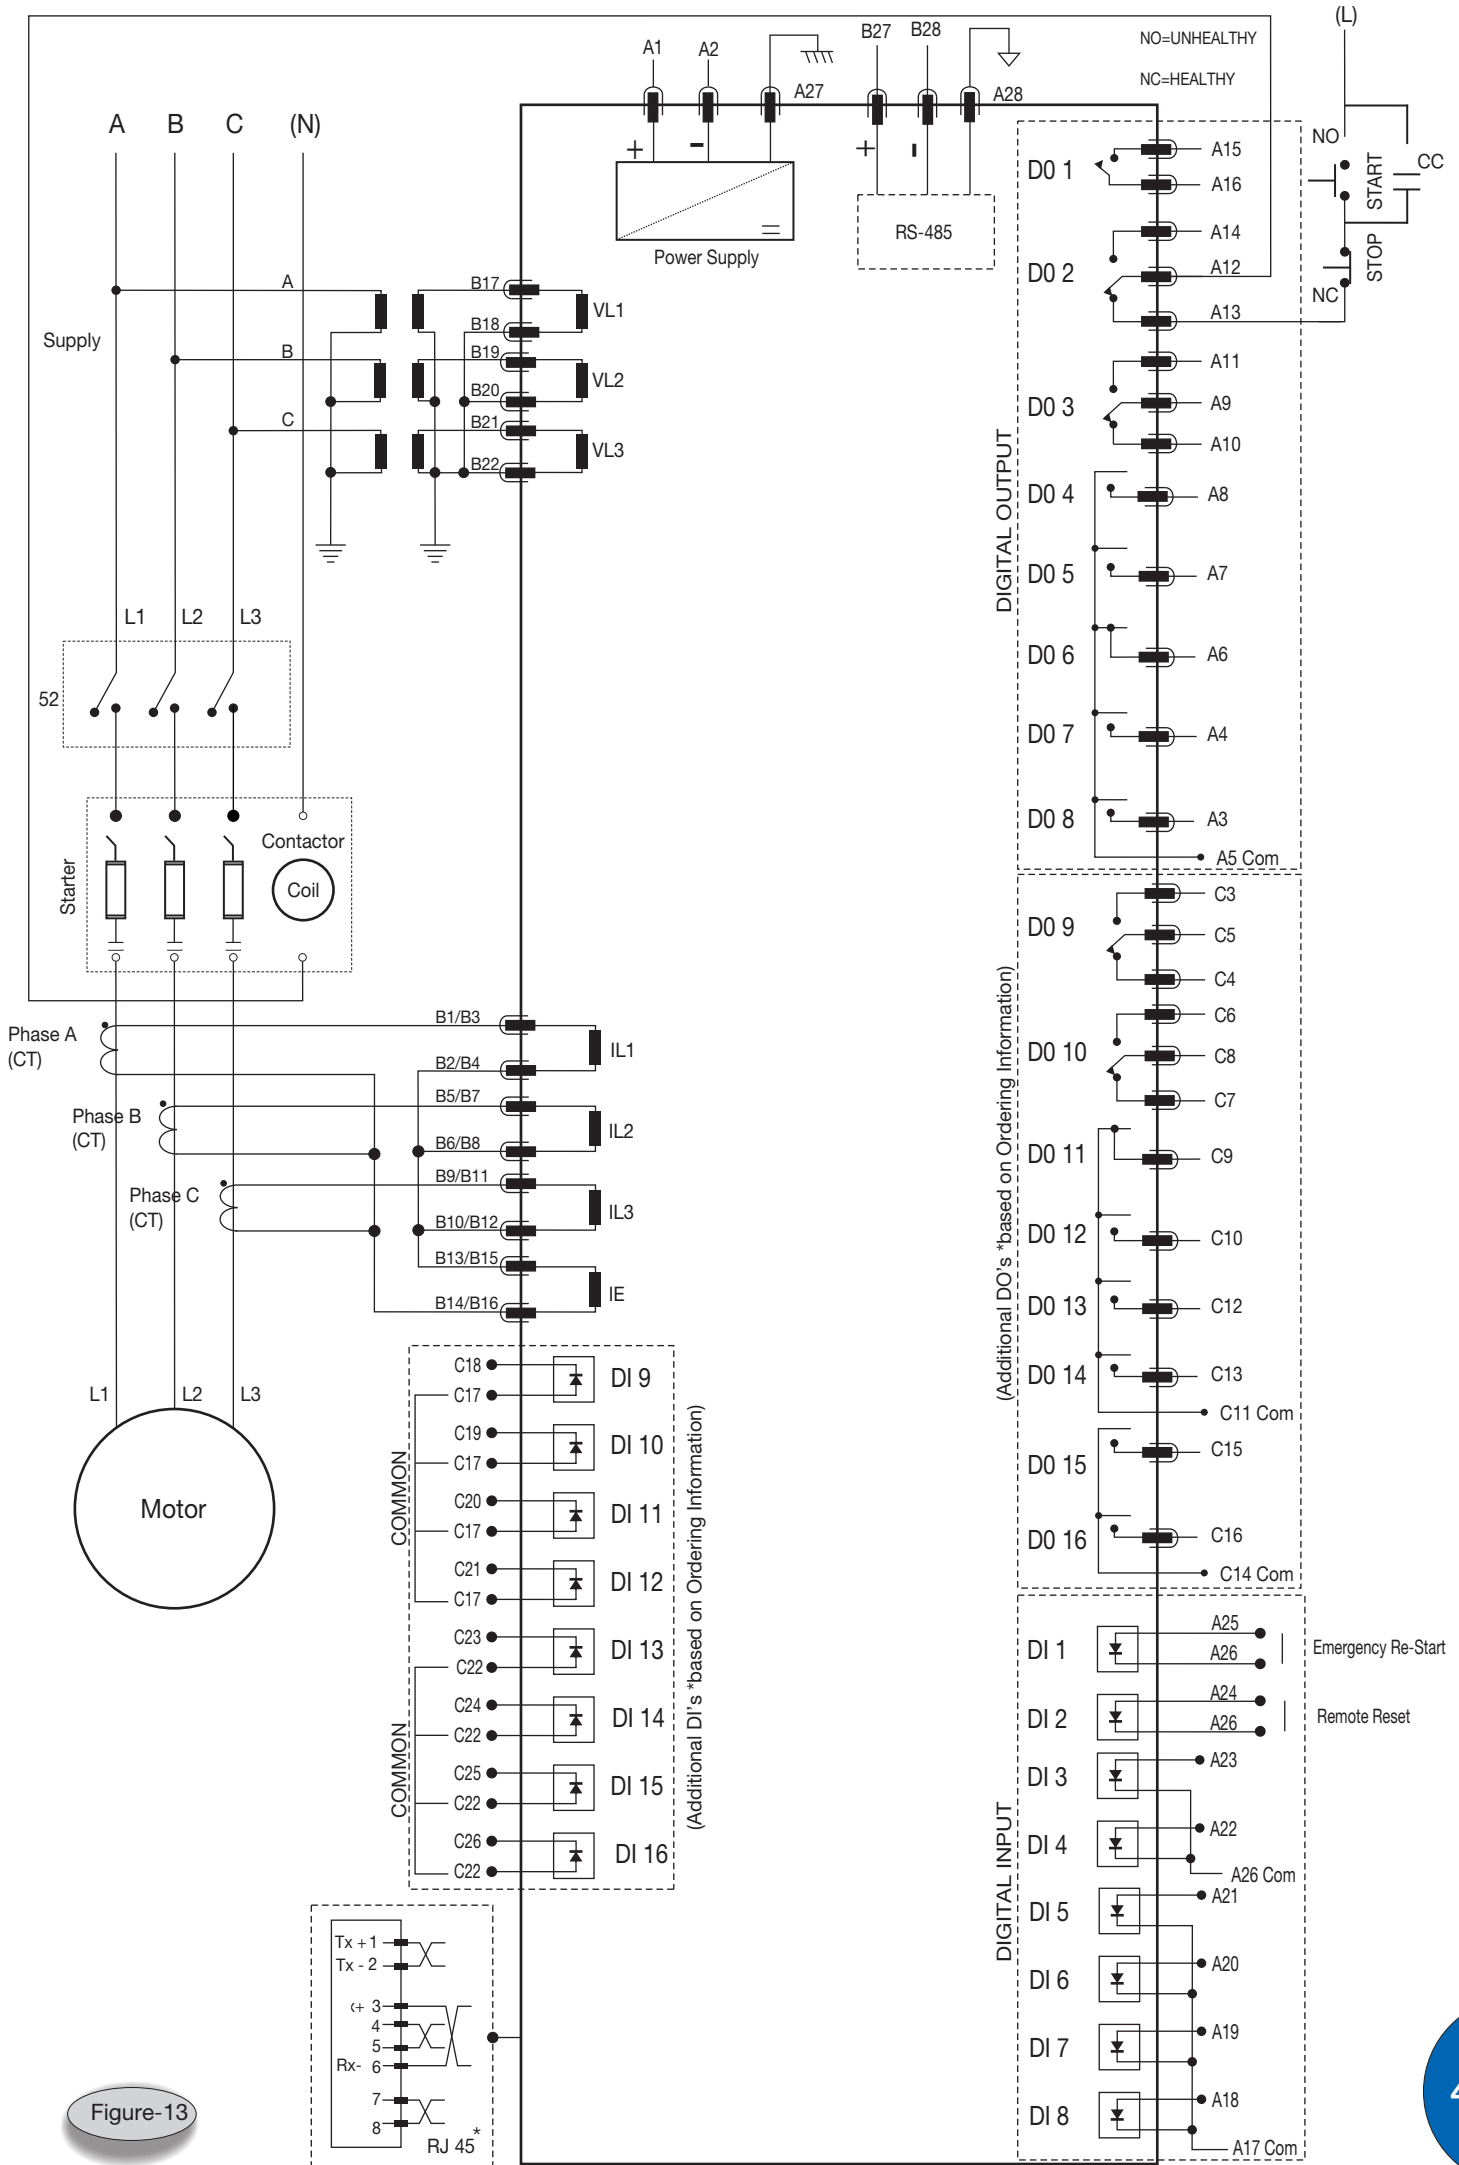 (L)
NO=UNHEALTHY
NC=HEALTHY
A1
A2
A27
B27
B28
A28
+
-
+
-
Power Supply
RS-485
A
B
C
(N)
Supply
A
B
C
B17
B18
B19
B20
B21
B22
VL1
VL2
VL3
NO
START
CC
STOP
NC
DIGITAL OUTPUT
D0 1
A15
A16
D0 2
A14
A12
A13
D0 3
A11
A9
A10
D0 4
A8
D0 5
A7
D0 6
A6
D0 7
A4
D0 8
A3
A5 Com
L1
L2
L3
52
Starter
Contactor
Coil
(Additional DO's *based on Ordering Information)
D0 9
C3
C5
C4
D0 10
C6
C8
C7
D0 11
C9
D0 12
C10
D0 13
C12
D0 14
C13
C11 Com
D0 15
C15
D0 16
C16
C14 Com
Phase A
(CT)
Phase B
(CT)
Phase C
(CT)
B1/B3
B2/B4
B5/B7
B6/B8
B9/B11
B10/B12
B13/B15
B14/B16
IL1
IL2
IL3
IE
L1
L2
L3
Motor
COMMON
COMMON
C18
C17
DI 9
C19
C17
DI 10
C20
C17
DI 11
C21
C17
DI 12
C23
C22
DI 13
C24
C22
DI 14
C25
C22
DI 15
C26
C22
DI 16
(Additional DI's *based on Ordering Information)
DIGITAL INPUT
DI 1
A25
A26
Emergency Re-Start
DI 2
A24
A26
Remote Reset
DI 3
A23
DI 4
A22
A26 Com
DI 5
A21
DI 6
A20
DI 7
A19
DI 8
A18
A17 Com
Tx + 1
Tx - 2
+ 3
4
5
Rx- 6
7
8
RJ 45*
Figure-13
4